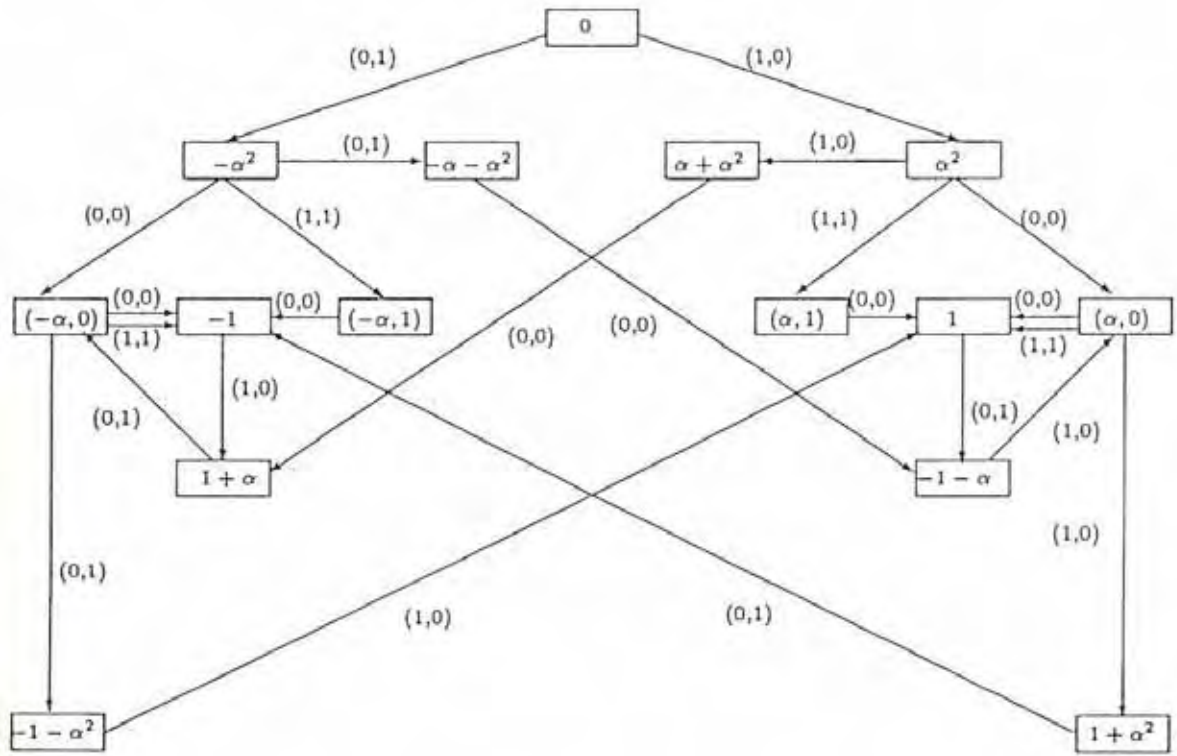 0
(0,1) (1,0)
−α² (0,1) −α − α² α + α² (1,0) α²
(0,0) (1,1) (1,1) (0,0)
(−α, 0) (0,0) −1 (0,0) (−α, 1) (α, 1) (0,0) 1 (0,0) (α, 0)
(1,1) (0,0) (0,0) (1,1)
(0,1) (1,0) (0,1) (1,0)
1 + α −1 − α
(1,0)
(0,1)
(1,0) (0,1)
−1 − α² 1 + α²